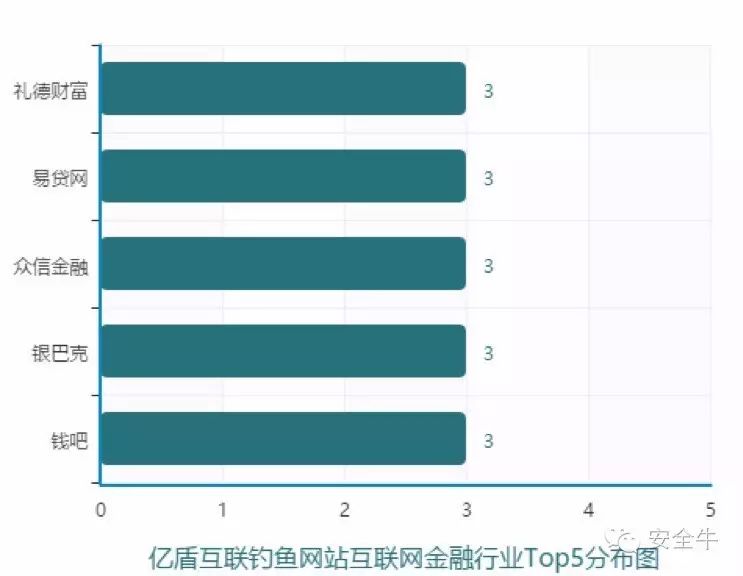 礼德财富 3
易贷网 3
众信金融 3
银巴克 3
钱吧 3
0 1 2 3 4 5
安全牛
亿盾互联钓鱼网站互联网金融行业Top5分布图